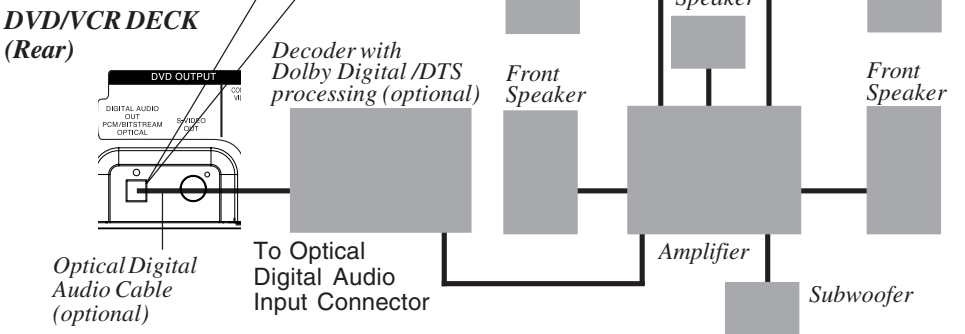 Speaker
DVD/VCR DECK
(Rear)
Decoder with
Dolby Digital /DTS
processing (optional)
Front
Speaker
Front
Speaker
DVD OUTPUT
DIGITAL AUDIO
OUT
PCM/BITSTREAM
OPTICAL
S-VIDEO
OUT
To Optical
Digital Audio
Input Connector
Amplifier
Optical Digital
Audio Cable
(optional)
Subwoofer